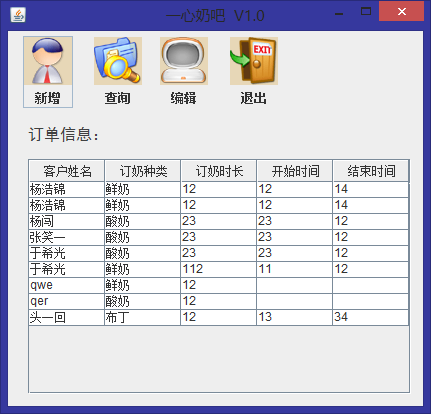 一心奶吧 V1.0
EXIT
新增 查询 编辑 退出
订单信息：
客户姓名 订奶种类 订奶时长 开始时间 结束时间
杨浩锦 鲜奶 12 12 14
杨浩锦 鲜奶 12 12 14
杨闯 酸奶 23 23 12
张笑一 酸奶 23 23 12
于希光 酸奶 23 23 12
于希光 鲜奶 112 11 12
qwe 鲜奶 12
qer 酸奶 12
头一回 布丁 12 13 34